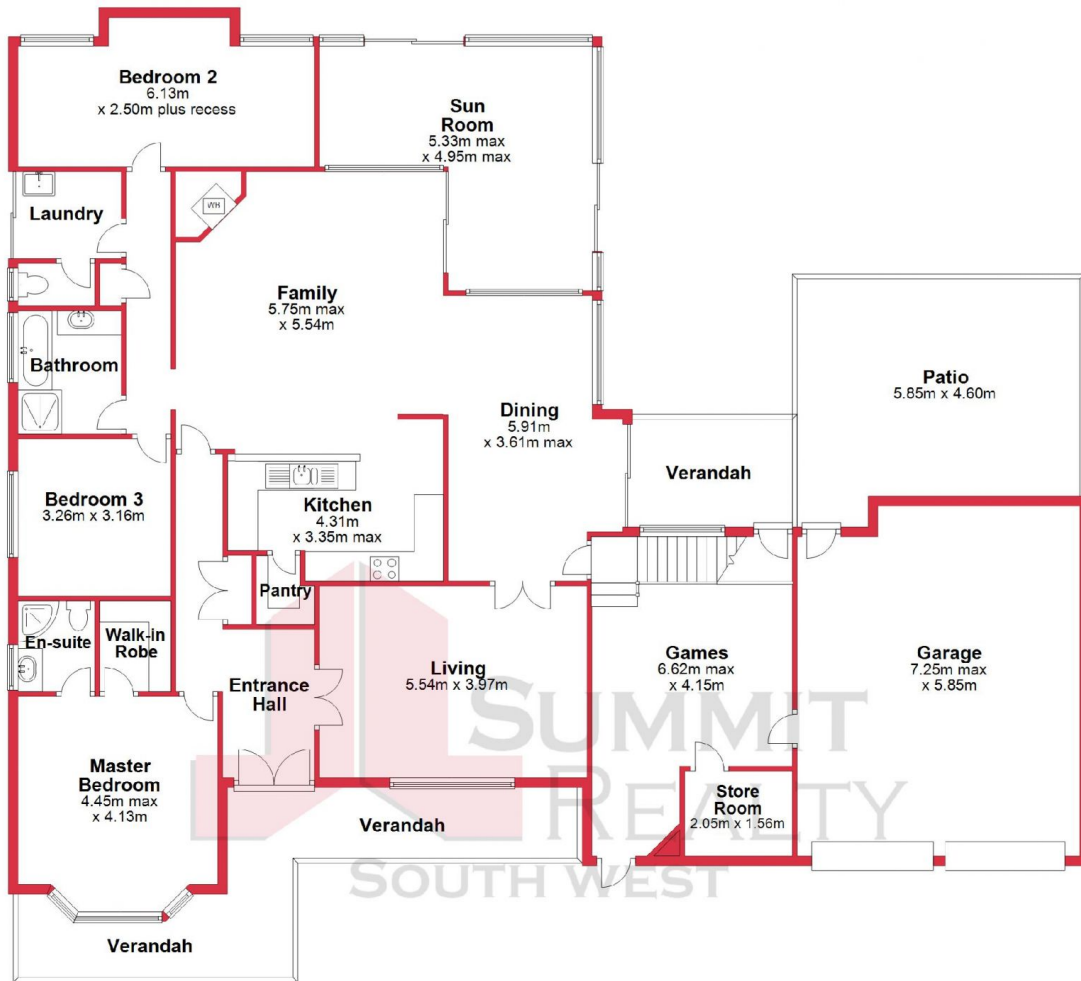 Bedroom 2
6.13m
x 2.50m plus recess
Sun
Room
5.33m max
x 4.95m max
WH
Laundry
Family
5.75m max
x 5.54m
Bathroom
Patio
5.85m x 4.60m
Dining
5.91m
x 3.61m max
Verandah
Bedroom 3
3.26m x 3.16m
Kitchen
4.31m
x 3.35m max
Pantry
En-suite
Walk-in
Robe
Entrance
Hall
Living
5.54m x 3.97m
Games
6.62m max
x 4.15m
Garage
7.25m max
x 5.85m
Master
Bedroom
4.45m max
x 4.13m
Store
Room
2.05m x 1.56m
Verandah
Verandah
SUMMIT
REALTY
SOUTH WEST